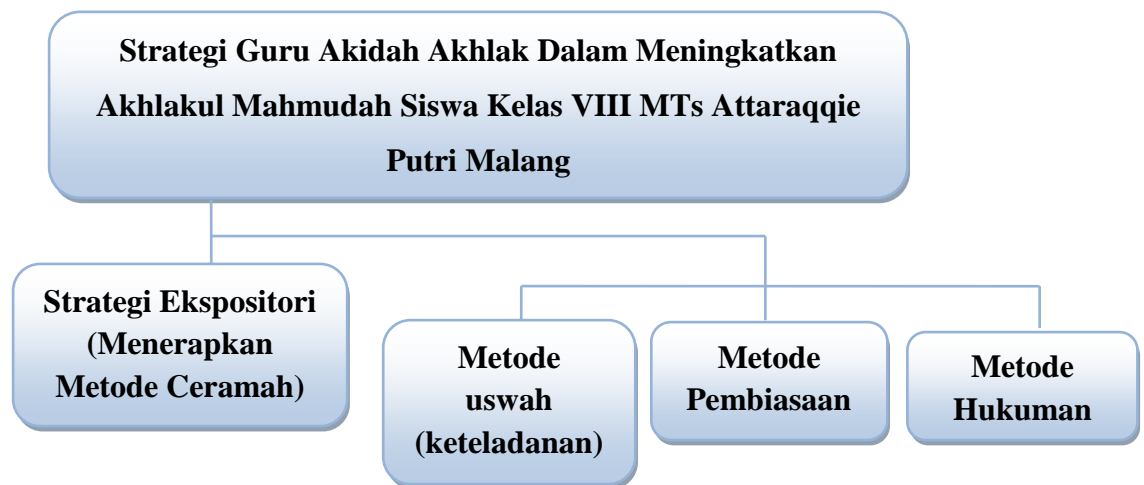 Strategi Guru Akidah Akhlak Dalam Meningkatkan
Akhlakul Mahmudah Siswa Kelas VIII MTs Attaraqqie
Putri Malang
Strategi Ekspositori
(Menerapkan
Metode Ceramah)
Metode
uswah
(keteladanan)
Metode
Pembiasaan
Metode
Hukuman